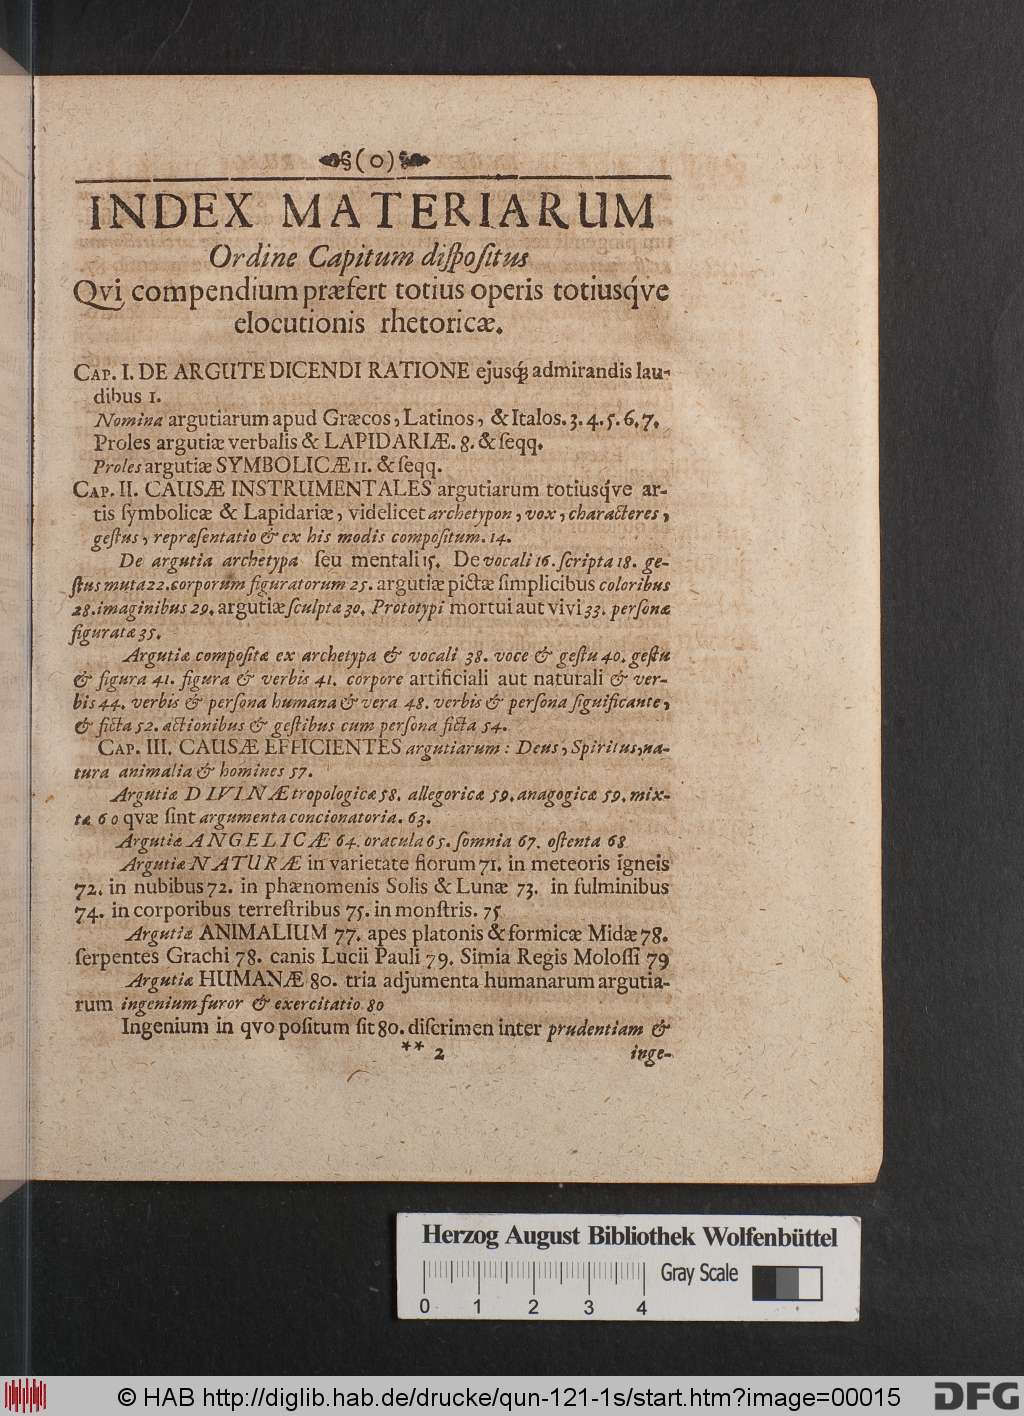 §(o)§
INDEX MATERIARUM
Ordine Capitum dispositus
Qvi compendium præfert totius operis totiusq́ve
elocutionis rhetoricæ.
CAP. I. DE ARGUTE DICENDI RATIONE ejusq; admirandis lau-
dibus 1.
Nomina argutiarum apud Græcos, Latinos, & Italos. 3. 4. 5. 6. 7.
Proles argutiæ verbalis & LAPIDARIÆ. 8. & seqq.
Proles argutiæ SYMBOLICÆ 11. & seqq.
CAP. II. CAUSÆ INSTRUMENTALES argutiarum totiusq́ve ar-
tis symbolicæ & Lapidariæ, videlicet archetypon, vox, characteres,
gestus, repræsentatio & ex his modis compositum. 14.
De argutia archetypa seu mentali 15. De vocali 16. scripta 18. ge-
stus muta 22. corporum figuratorum 25. argutiæ pictæ simplicibus coloribus
28. imaginibus 29. argutiæ sculpta 30. Prototypi mortui aut vivi 33. personæ
figuratæ 35.
Argutiæ compositæ ex archetypa & vocali 38. voce & gestu 40. gestu
& figura 41. figura & verbis 41. corpore artificiali aut naturali & ver-
bis 44. verbis & persona humana & vera 48. verbis & persona siguificante,
& ficta 52. actionibus & gestibus cum persona ficta 54.
CAP. III. CAUSÆ EFFICIENTES argutiarum: Deus, Spiritus, na-
tura animalia & homines 57.
Argutiæ DIVINÆ tropologicæ 58. allegoricæ 59. anagogicæ 59. mix-
tæ 60 qvæ sint argumenta concionatoria. 63.
Argutiæ ANGELICÆ 64. oracula 65. somnia 67. ostenta 68
Argutiæ NATURÆ in varietate florum 71. in meteoris igneis
72. in nubibus 72. in phænomenis Solis & Lunæ 73. in fulminibus
74. in corporibus terrestribus 75. in monstris. 75
Argutiæ ANIMALIUM 77. apes platonis & formicæ Midæ 78.
serpentes Grachi 78. canis Lucii Pauli 79. Simia Regis Molossi 79
Argutiæ HUMANÆ 80. tria adjumenta humanarum argutia-
rum ingenium furor & exercitatio 80
Ingenium in qvo positum sit 80. discrimen inter prudentiam &
** 2 inge-
Herzog August Bibliothek Wolfenbüttel
Gray Scale
0 1 2 3 4
© HAB http://diglib.hab.de/drucke/qun-121-1s/start.htm?image=00015
DFG